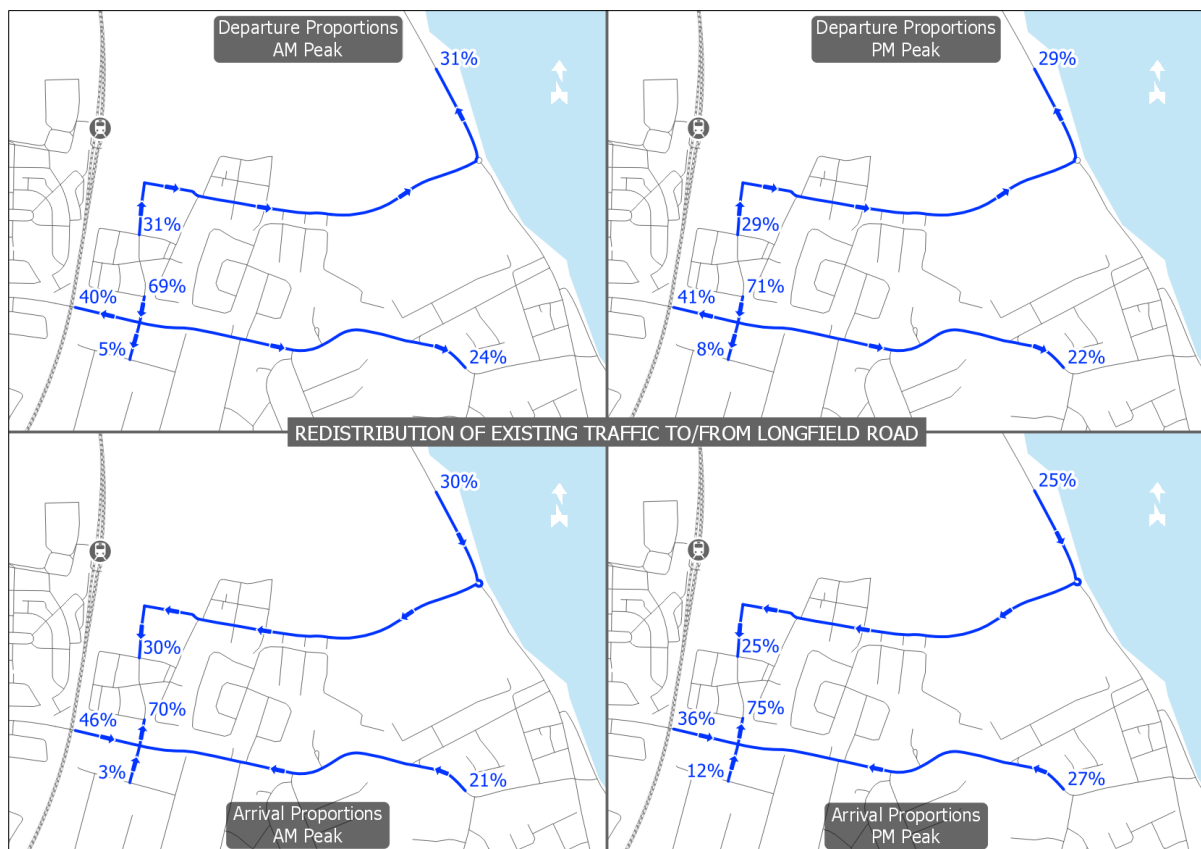 Departure Proportions
AM Peak
31%
31%
69%
40%
5%
24%
Departure Proportions
PM Peak
29%
29%
71%
41%
8%
22%
REDISTRIBUTION OF EXISTING TRAFFIC TO/FROM LONGFIELD ROAD
30%
30%
70%
46%
3%
21%
Arrival Proportions
AM Peak
25%
25%
75%
36%
12%
27%
Arrival Proportions
PM Peak